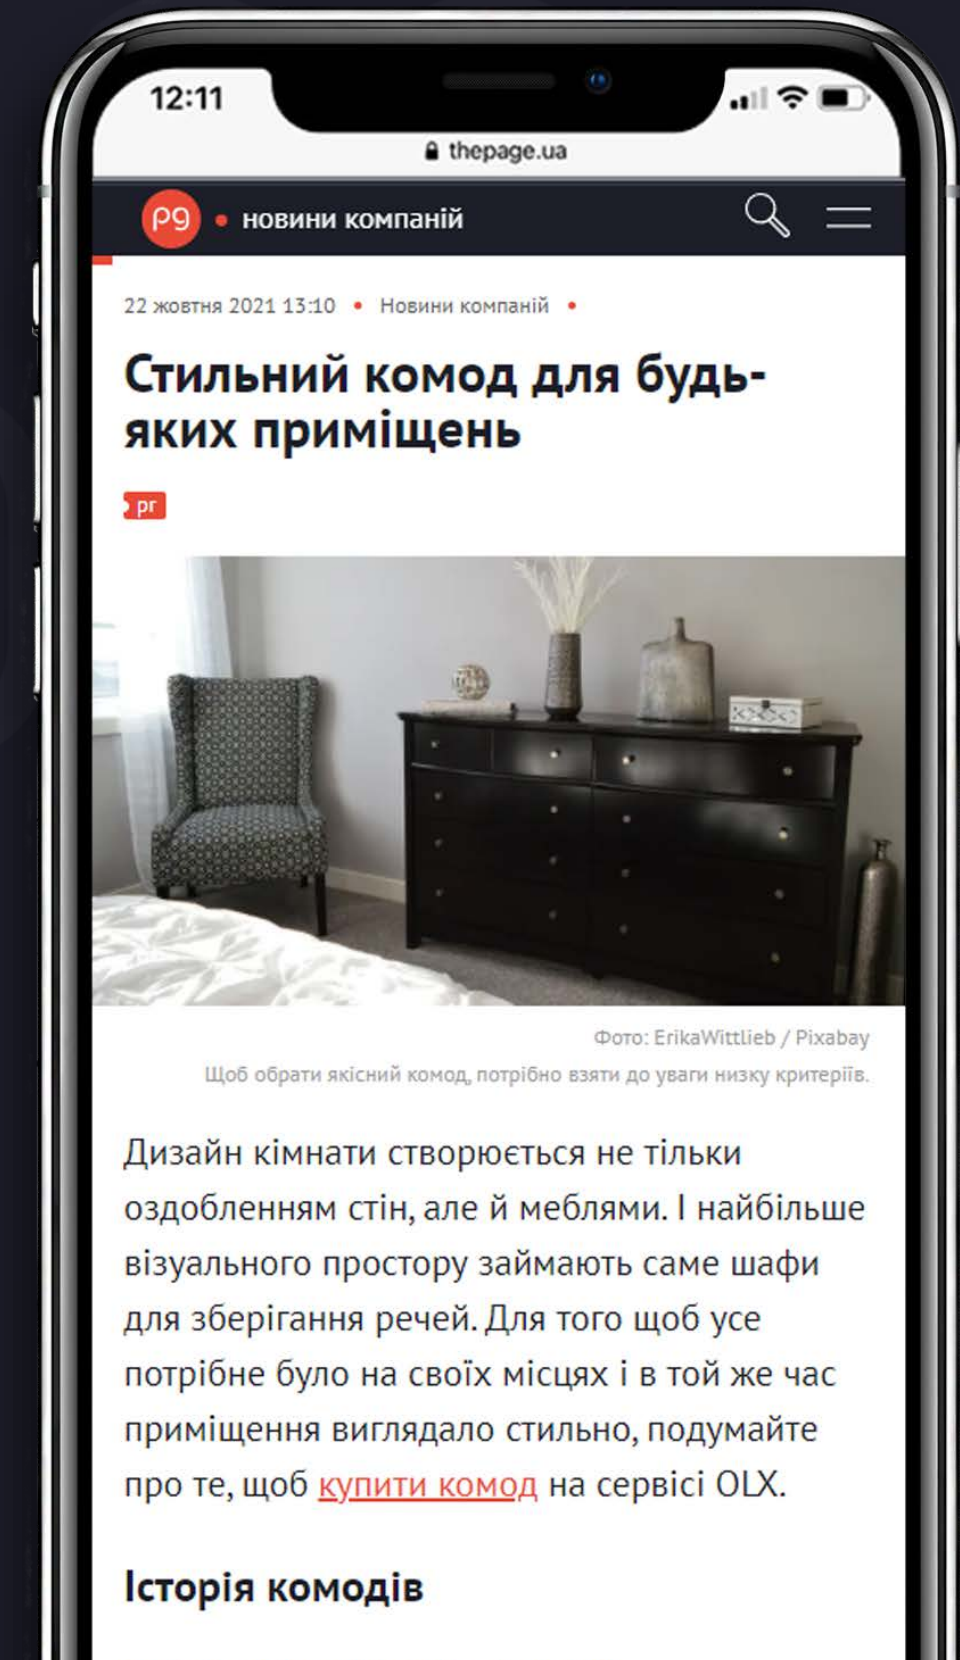 12:11
thepage.ua
pg • новини компаній
22 жовтня 2021 13:10 • Новини компаній •
Стильний комод для будь-
яких приміщень
pr
Фото: ErikaWittlieb / Pixabay
Щоб обрати якісний комод, потрібно взяти до уваги низку критеріїв.
Дизайн кімнати створюється не тільки
оздобленням стін, але й меблями. І найбільше
візуального простору займають саме шафи
для зберігання речей. Для того щоб усе
потрібне було на своїх місцях і в той же час
приміщення виглядало стильно, подумайте
про те, щоб купити комод на сервісі OLX.
Історія комодів